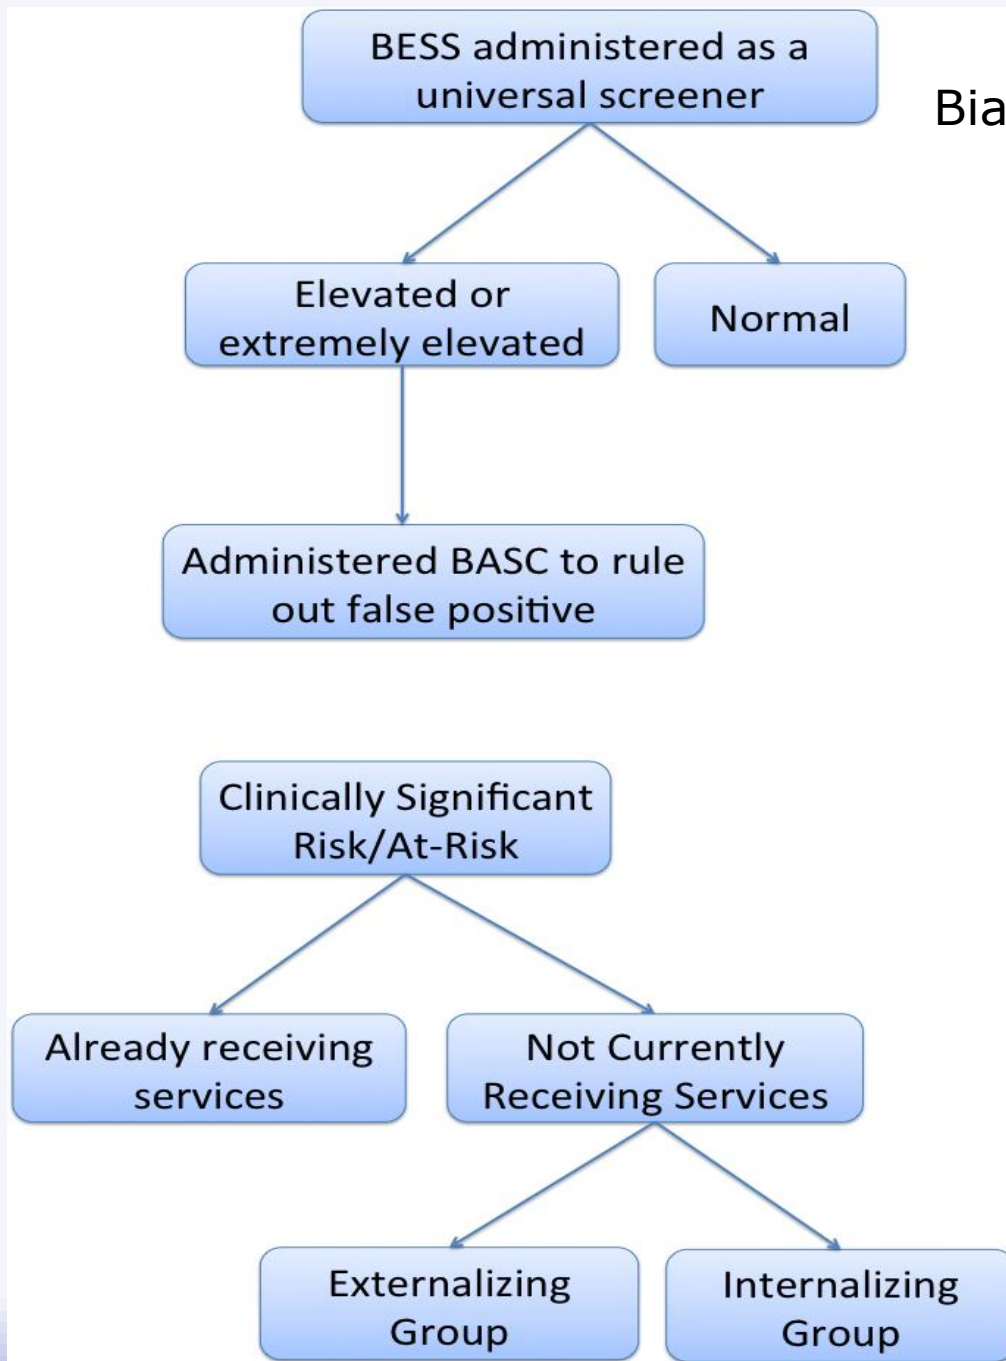 BESS administered as a
universal screener
Bia
Elevated or
extremely elevated
Normal
Administered BASC to rule
out false positive
Clinically Significant
Risk/At-Risk
Already receiving
services
Not Currently
Receiving Services
Externalizing
Group
Internalizing
Group